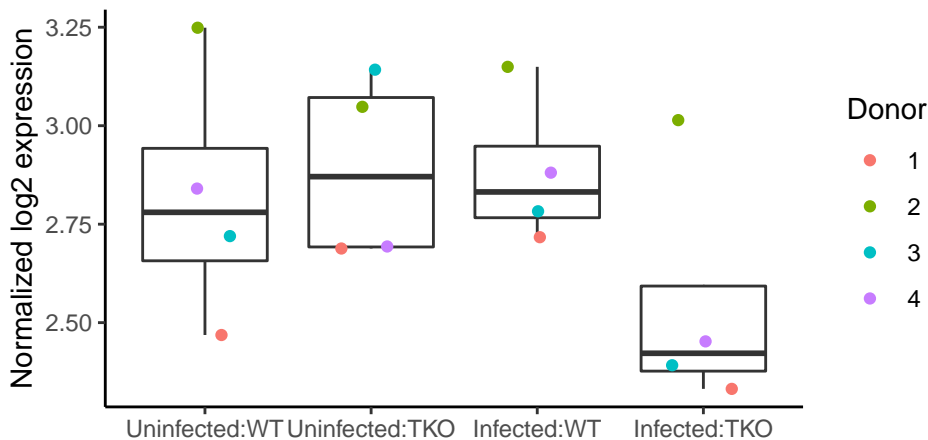 Normalized log2 expression
3.25
3.00
2.75
2.50
Uninfected:WT
Uninfected:TKO
Infected:WT
Infected:TKO
Donor
1
2
3
4